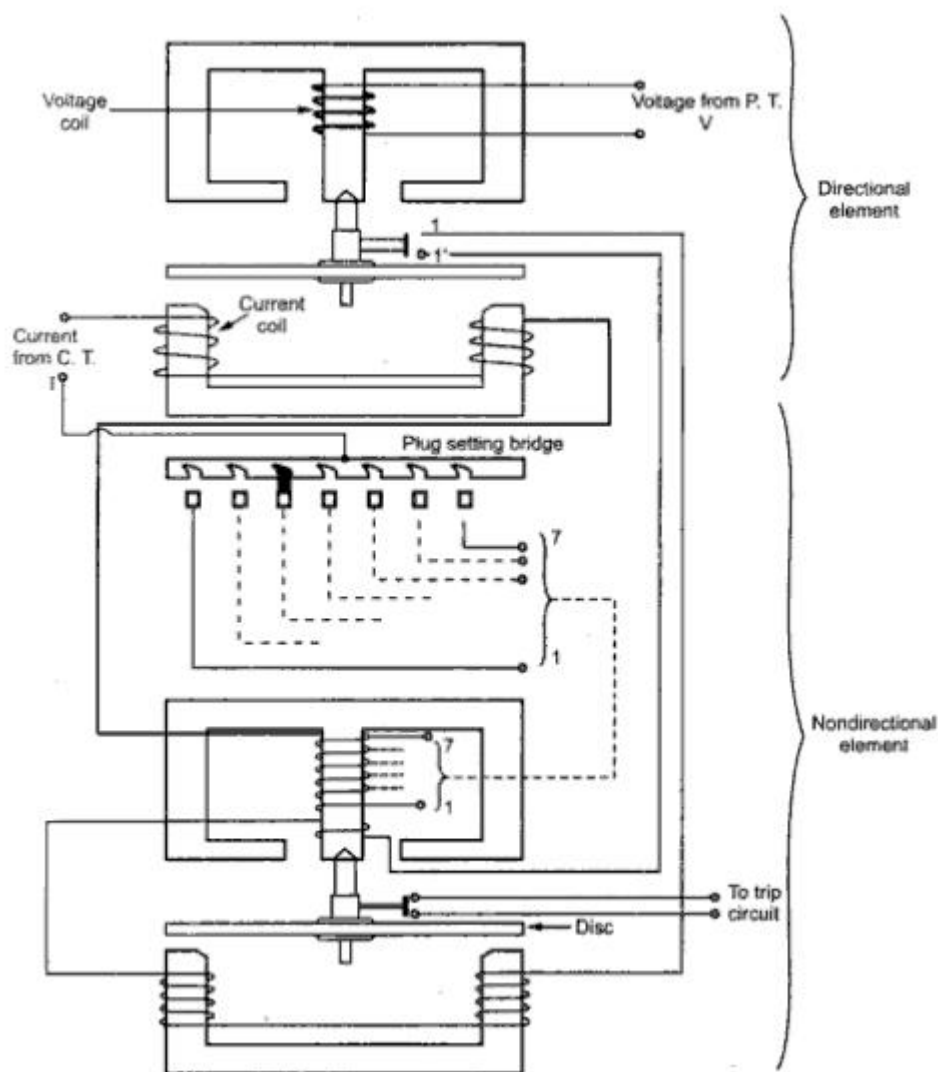 Voltage
coil
Voltage from P. T.
V
Directional
element
1
1'
Current
coil
Current
from C. T.
I
Plug setting bridge
7
1
Nondirectional
element
7
1
To trip
circuit
Disc